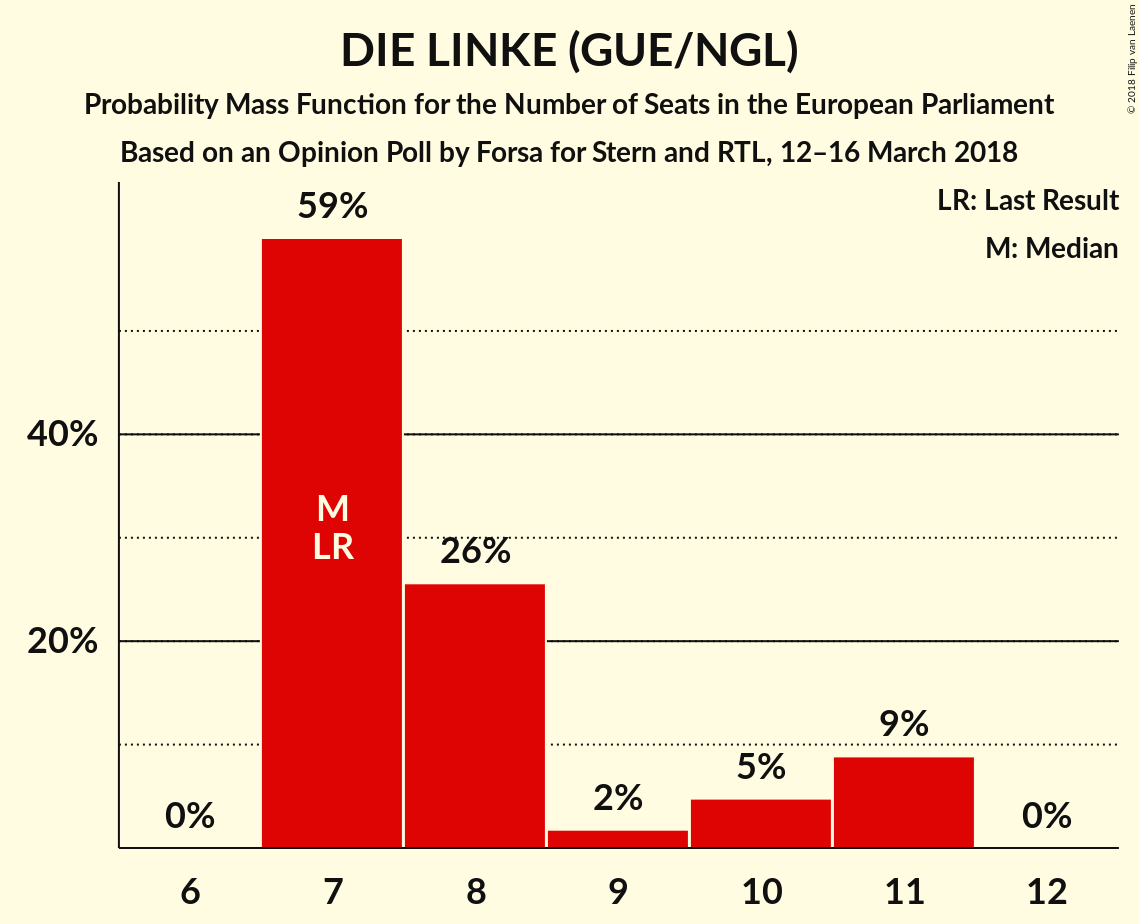 DIE LINKE (GUE/NGL)
Probability Mass Function for the Number of Seats in the European Parliament
Based on an Opinion Poll by Forsa for Stern and RTL, 12–16 March 2018
© 2018 Filip van Laenen
LR: Last Result
M: Median
40%
20%
0%
59%
M
LR
26%
2%
5%
9%
0%
6
7
8
9
10
11
12